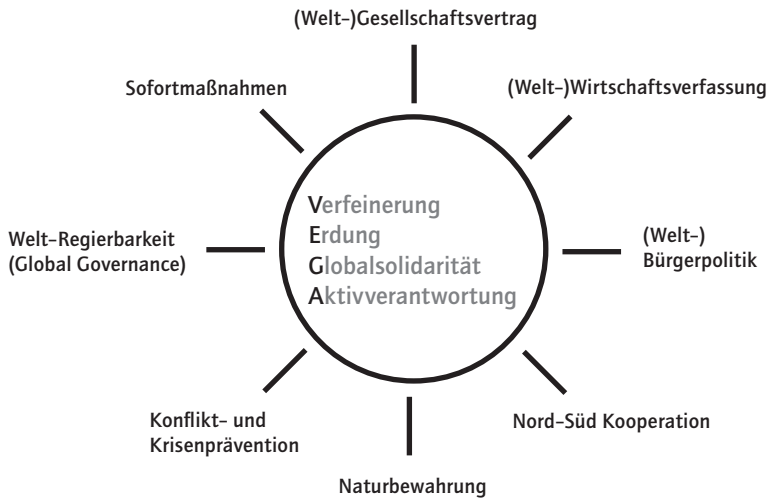 (Welt-)Gesellschaftsvertrag
Sofortmaßnahmen
(Welt-)Wirtschaftsverfassung
Verfeinerung
Erdung
Globalsolidarität
Aktivverantwortung
Welt-Regierbarkeit
(Global Governance)
(Welt-)
Bürgerpolitik
Konflikt- und
Krisenprävention
Nord-Süd Kooperation
Naturbewahrung